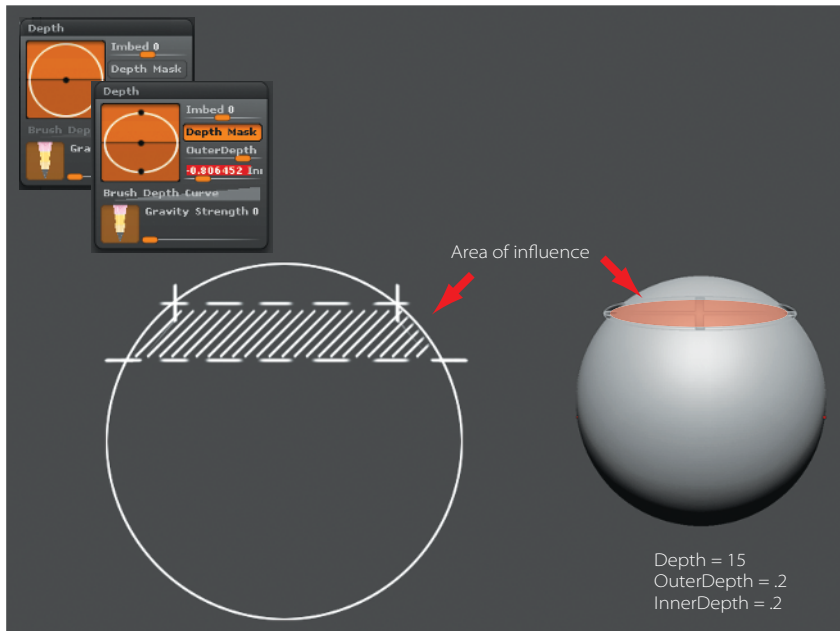 Depth
Imbed 0
Depth Mask
Brush Dep
Gra
Depth
Imbed 0
Depth Mask
OuterDepth
-0.806452 Inn
Brush Depth Curve
Gravity Strength 0
Area of influence
Depth = 15
OuterDepth = .2
InnerDepth = .2